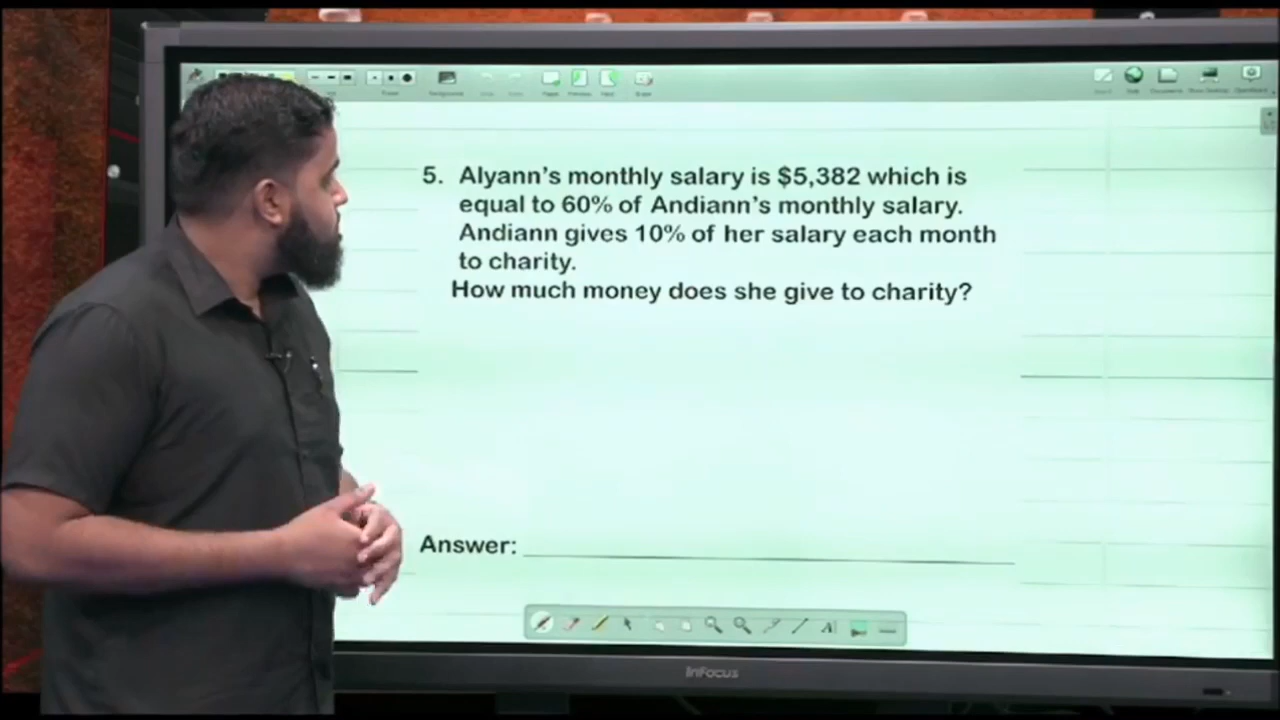 5. Alyann's monthly salary is $5,382 which is
equal to 60% of Andiann's monthly salary.
Andiann gives 10% of her salary each month
to charity.
How much money does she give to charity?
Answer:
InFocus